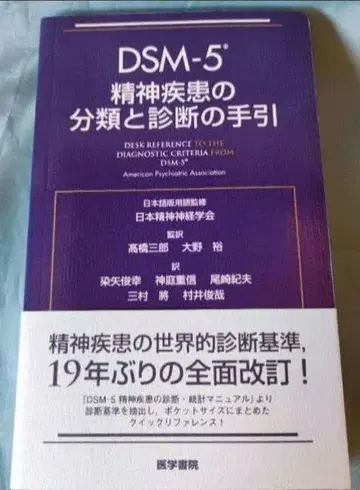 DSM-5®
精神疾患の
分類と診断の手引
DESK REFERENCE TO THE
DIAGNOSTIC CRITERIA FROM
DSM-5®
American Psychiatric Association
日本語版用語監修
日本精神神経学会
監訳
髙橋三郎 大野 裕
訳
染矢俊幸 神庭重信 尾崎紀夫
三村 將 村井俊哉
精神疾患の世界的診断基準,
19年ぶりの全面改訂!
『DSM-5 精神疾患の診断・統計マニュアル』より
診断基準を抽出し,ポケットサイズにまとめた
クイックリファレンス!
医学書院